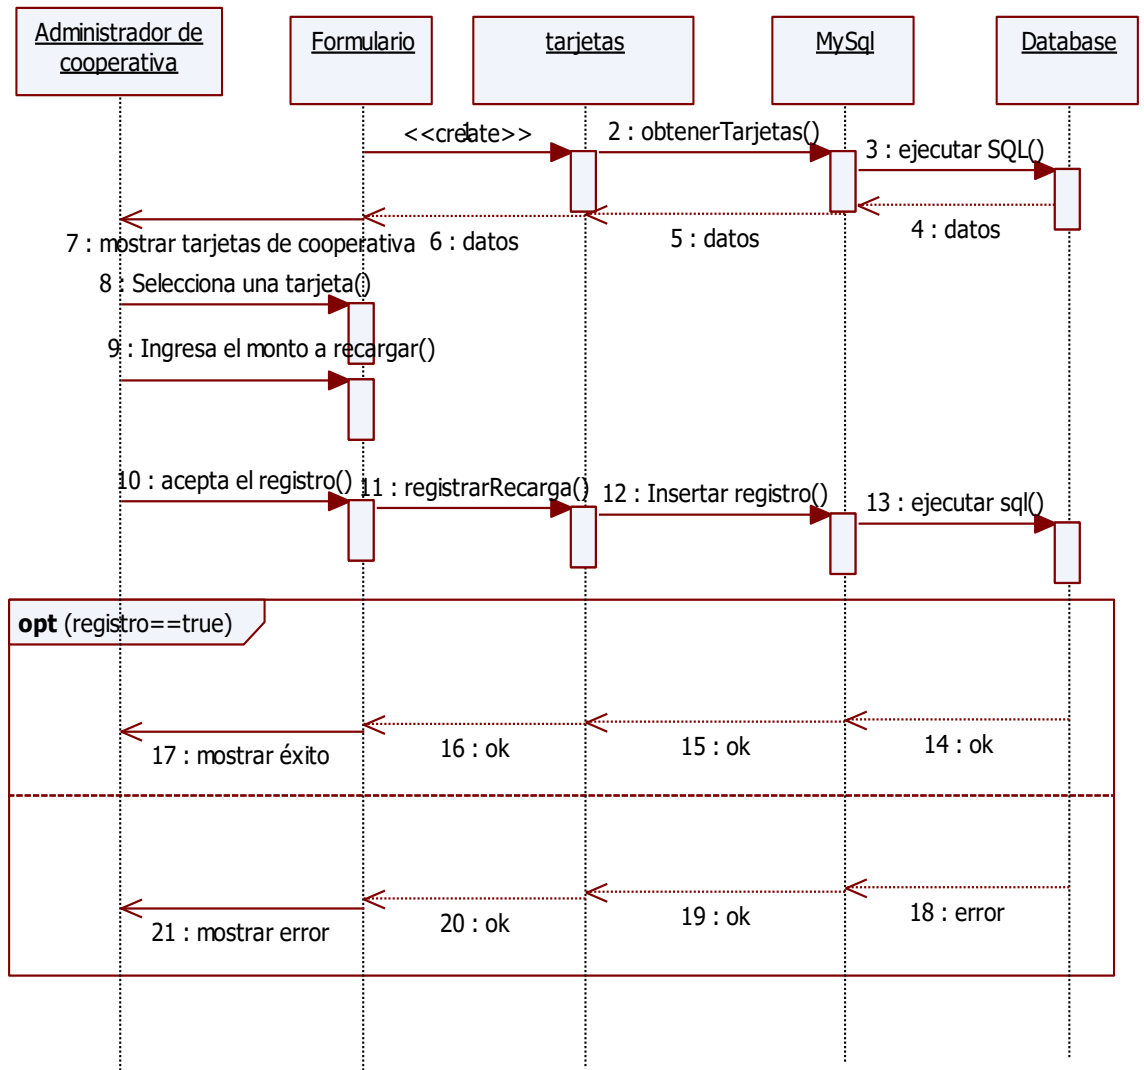 Administrador de
cooperativa
Formulario
tarjetas
MySql
Database
1
<<create>>
2 : obtenerTarjetas()
3 : ejecutar SQL()
4 : datos
5 : datos
6 : datos
7 : mostrar tarjetas de cooperativa
8 : Selecciona una tarjeta()
9 : Ingresa el monto a recargar()
10 : acepta el registro()
11 : registrarRecarga()
12 : Insertar registro()
13 : ejecutar sql()
opt (registro==true)
14 : ok
15 : ok
16 : ok
17 : mostrar éxito
18 : error
19 : ok
20 : ok
21 : mostrar error